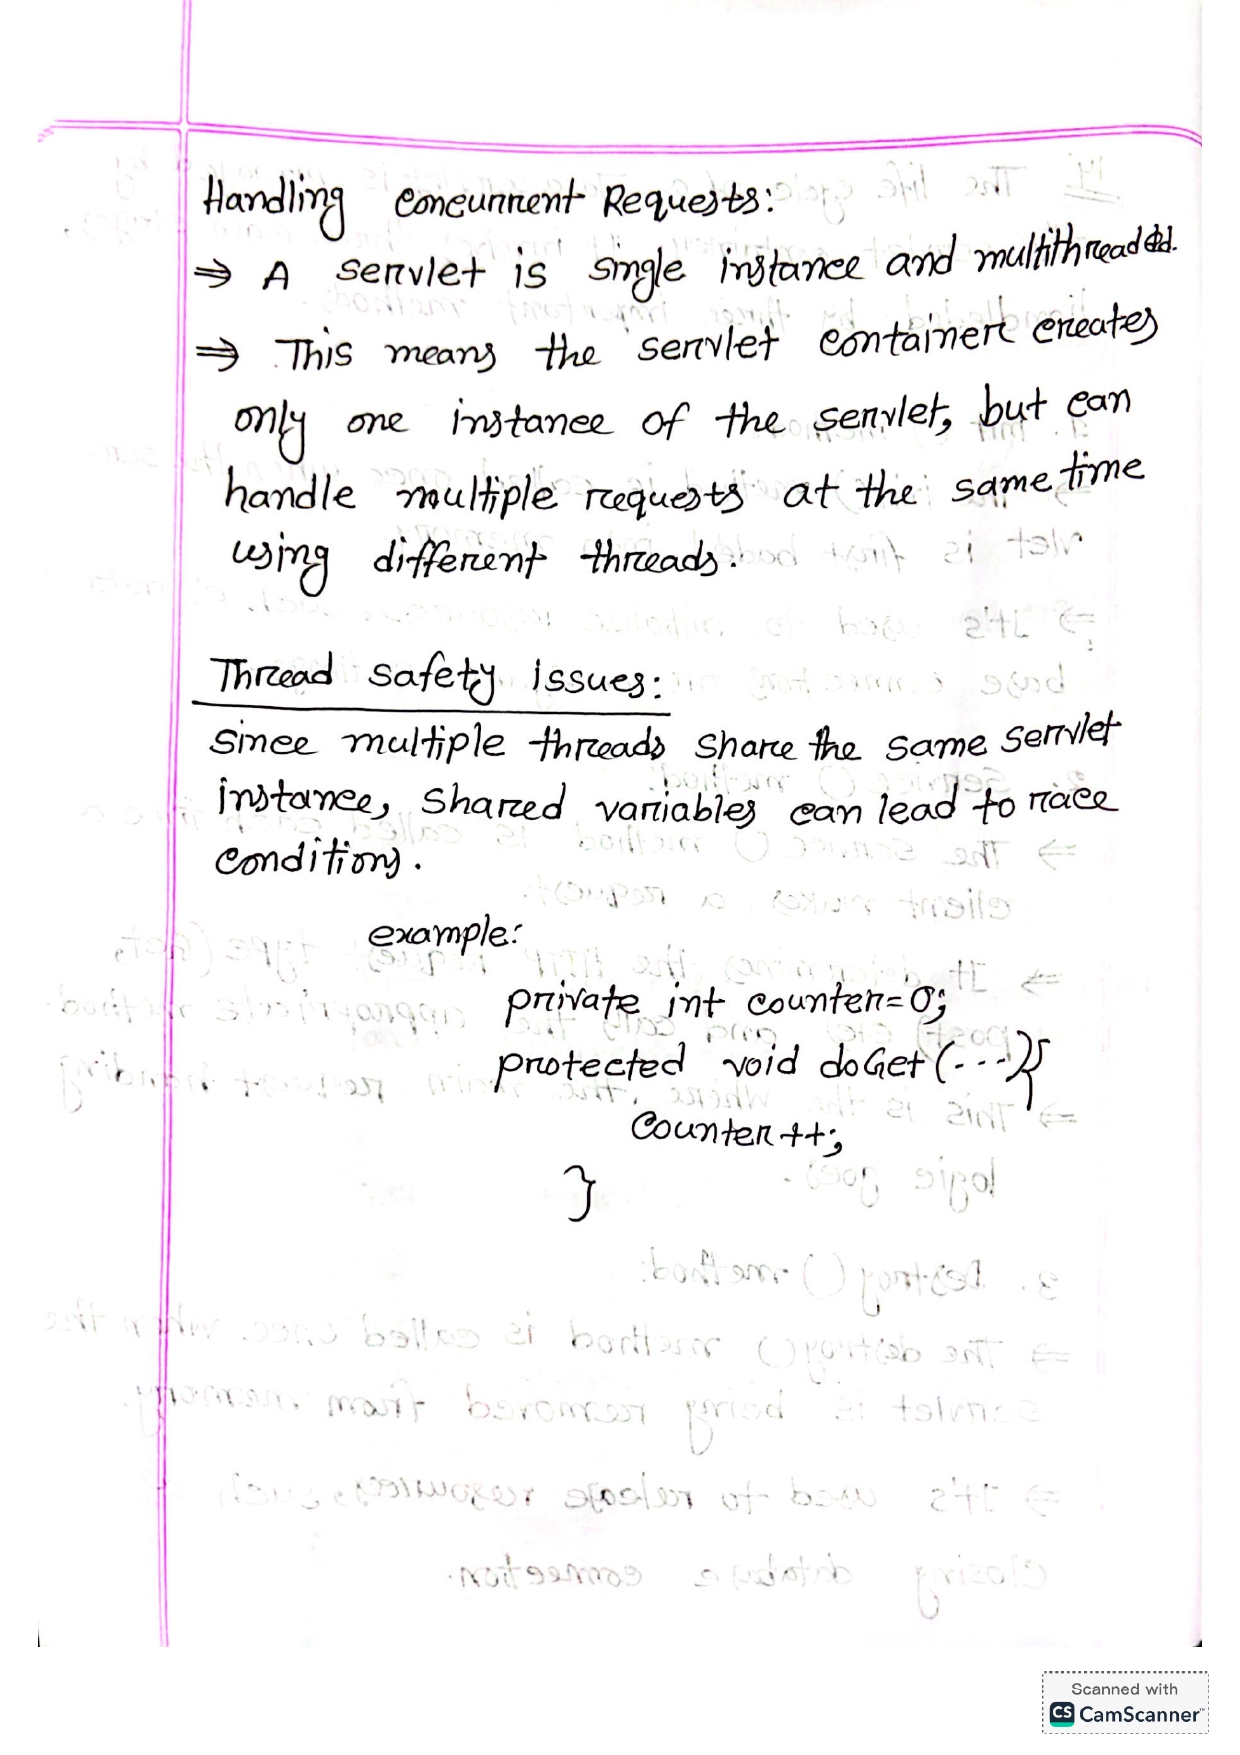 Handling Concurrent Requests:
⇒ A servlet is single instance and multithreaded.
⇒ This means the servlet container creates
only one instance of the servlet, but can
handle multiple requests at the same time
using different threads.
Thread safety issues:
since multiple threads share the same servlet
instance, shared variables can lead to race
conditions.
example:
private int counter=0;
protected void doGet(---){
counter++;
}
Scanned with
CS CamScanner